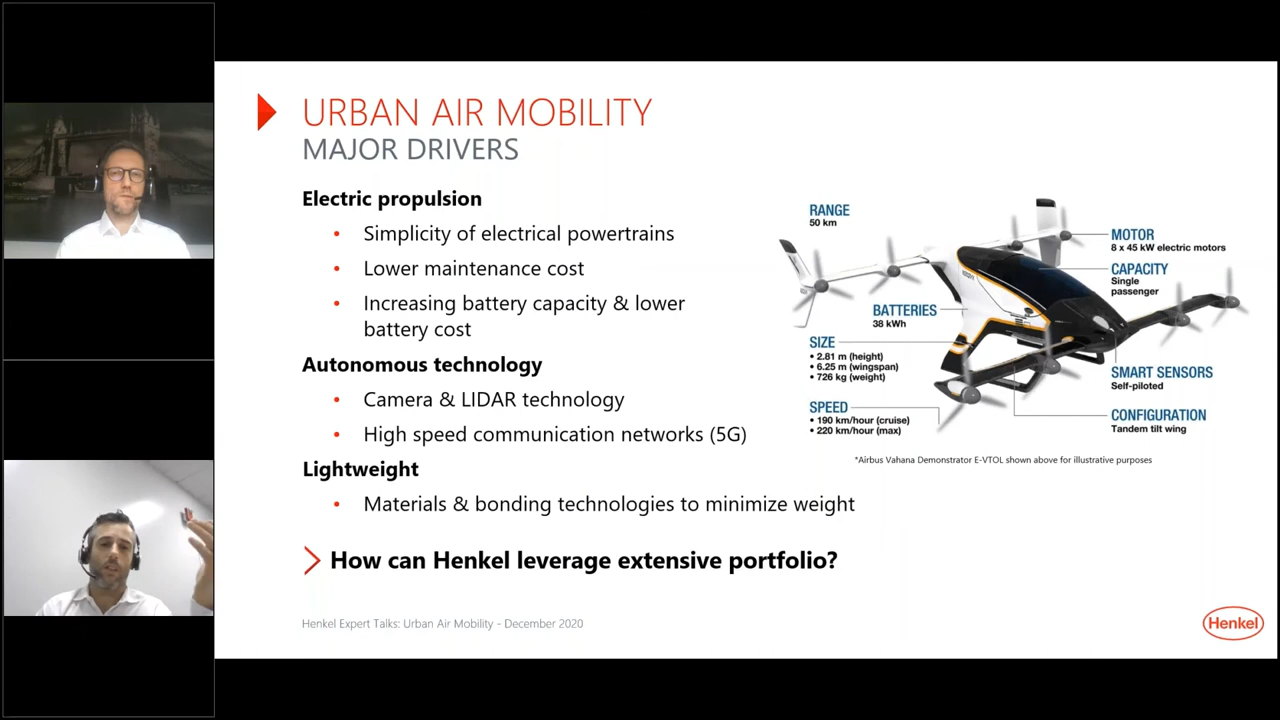 URBAN AIR MOBILITY
MAJOR DRIVERS
Electric propulsion
• Simplicity of electrical powertrains
• Lower maintenance cost
• Increasing battery capacity & lower
battery cost
Autonomous technology
• Camera & LIDAR technology
• High speed communication networks (5G)
Lightweight
• Materials & bonding technologies to minimize weight
How can Henkel leverage extensive portfolio?
RANGE
50 km
BATTERIES
38 kWh
SIZE
• 2.81 m (height)
• 6.25 m (wingspan)
• 726 kg (weight)
SPEED
• 190 km/hour (cruise)
• 220 km/hour (max)
MOTOR
8 x 45 kW electric motors
CAPACITY
Single
passenger
SMART SENSORS
Self-piloted
CONFIGURATION
Tandem tilt wing
*Airbus Vahana Demonstrator E-VTOL shown above for illustrative purposes
Henkel Expert Talks: Urban Air Mobility - December 2020
Henkel